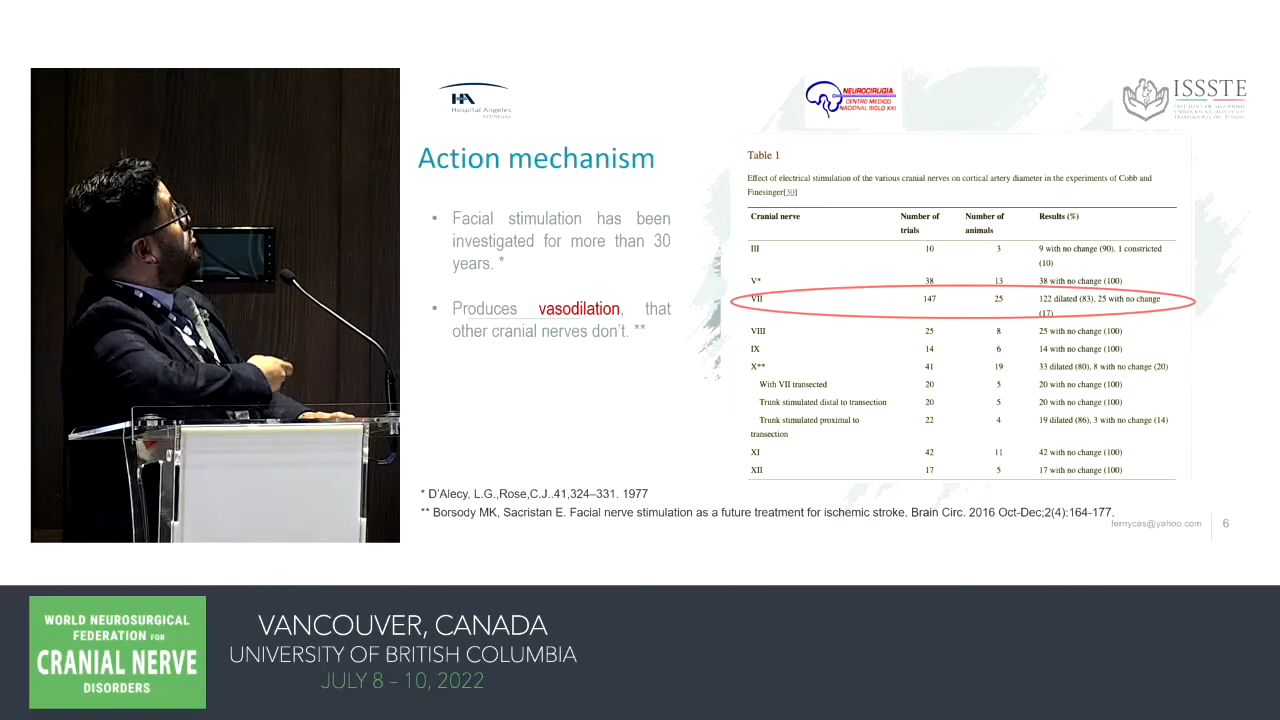 HA
Hospital Angeles
PEDREGAL
NEUROCIRUGIA
CENTRO MEDICO
NACIONAL SIGLO XXI
ISSSTE
Action mechanism
• Facial stimulation has been
investigated for more than 30
years. *
• Produces vasodilation, that
other cranial nerves don't. **
Table 1
Effect of electrical stimulation of the various cranial nerves on cortical artery diameter in the experiments of Cobb and
Finesinger[30]
Cranial nerve Number of trials Number of animals Results (%)
III 10 3 9 with no change (90), 1 constricted
(10)
V* 38 13 38 with no change (100)
VII 147 25 122 dilated (83), 25 with no change
(17)
VIII 25 8 25 with no change (100)
IX 14 6 14 with no change (100)
X** 41 19 33 dilated (80), 8 with no change (20)
With VII transected 20 5 20 with no change (100)
Trunk stimulated distal to transection 20 5 20 with no change (100)
Trunk stimulated proximal to 22 4 19 dilated (86), 3 with no change (14)
transection
XI 42 11 42 with no change (100)
XII 17 5 17 with no change (100)
* D'Alecy, L.G.,Rose,C.J..41,324–331. 1977
** Borsody MK, Sacristan E. Facial nerve stimulation as a future treatment for ischemic stroke. Brain Circ. 2016 Oct-Dec;2(4):164-177.
fernycas@yahoo.com 6
WORLD NEUROSURGICAL
FEDERATION FOR
CRANIAL NERVE
DISORDERS
VANCOUVER, CANADA
UNIVERSITY OF BRITISH COLUMBIA
JULY 8 – 10, 2022